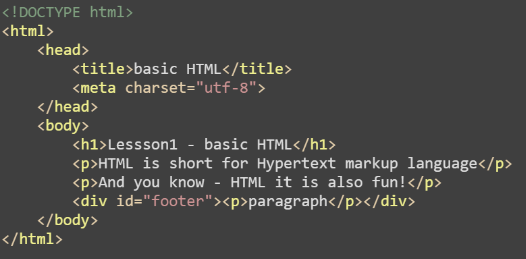 <!DOCTYPE html>
<html>
    <head>
        <title>basic HTML</title>
        <meta charset="utf-8">
    </head>
    <body>
        <h1>Lessson1 - basic HTML</h1>
        <p>HTML is short for Hypertext markup language</p>
        <p>And you know - HTML it is also fun!</p>
        <div id="footer"><p>paragraph</p></div>
    </body>
</html>